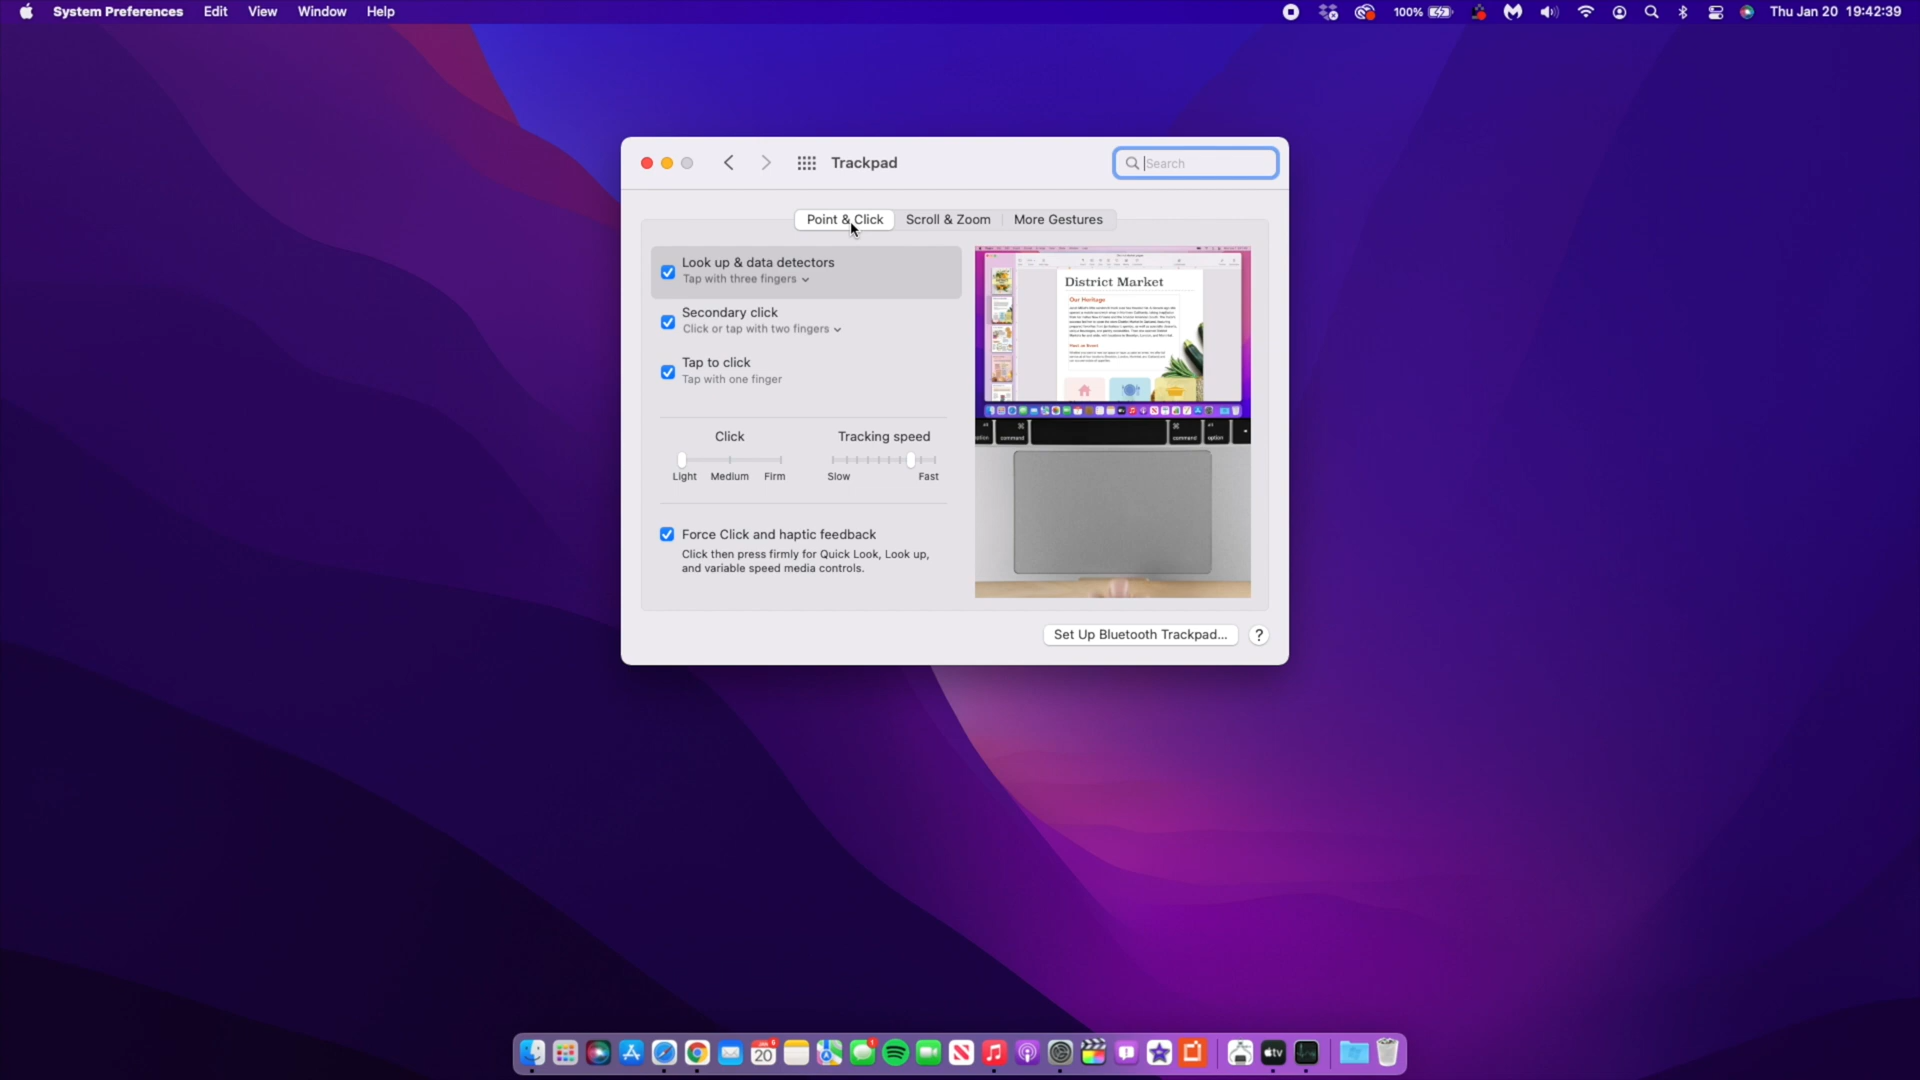 System Preferences Edit View Window Help 100% Thu Jan 20 19:42:39
Trackpad Search
Point & Click Scroll & Zoom More Gestures
Look up & data detectors
Tap with three fingers
Secondary click
Click or tap with two fingers
Tap to click
Tap with one finger
Click Tracking speed
Light Medium Firm Slow Fast
Force Click and haptic feedback
Click then press firmly for Quick Look, Look up,
and variable speed media controls.
District Market
Our Heritage
command command option
Set Up Bluetooth Trackpad... ?
20 1 tv